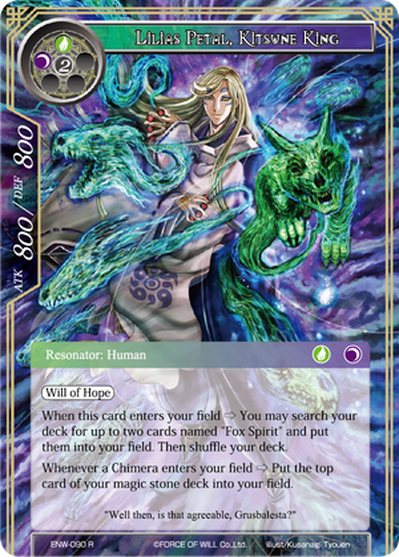 Lilias Petal, Kitsune King
2
ATK 800 / DEF 800
Resonator: Human
Will of Hope
When this card enters your field ⇨ You may search your
deck for up to two cards named "Fox Spirit" and put
them into your field. Then shuffle your deck.
Whenever a Chimera enters your field ⇨ Put the top
card of your magic stone deck into your field.
"Well then, is that agreeable, Grusbalesta?"
ENW-090 R
©FORCE OF WILL Co.,Ltd.
Illust/Kusanagi Tyouen